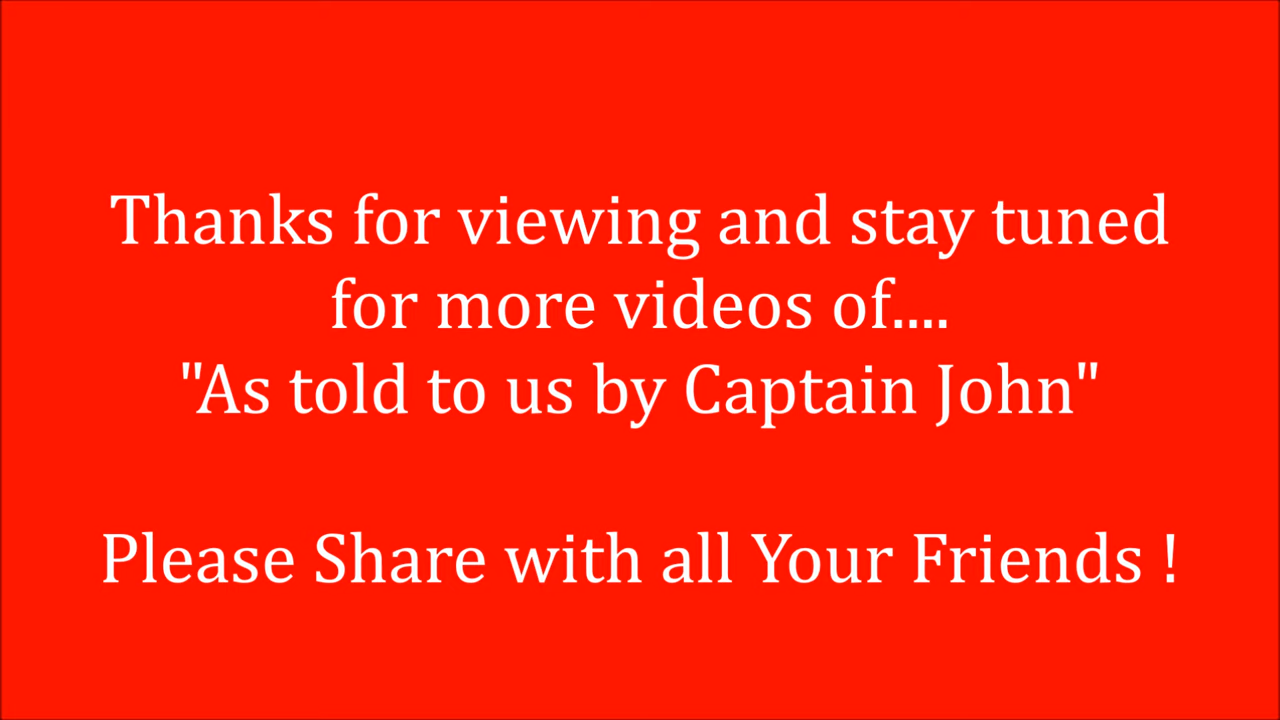 Thanks for viewing and stay tuned
for more videos of....
"As told to us by Captain John"
Please Share with all Your Friends !